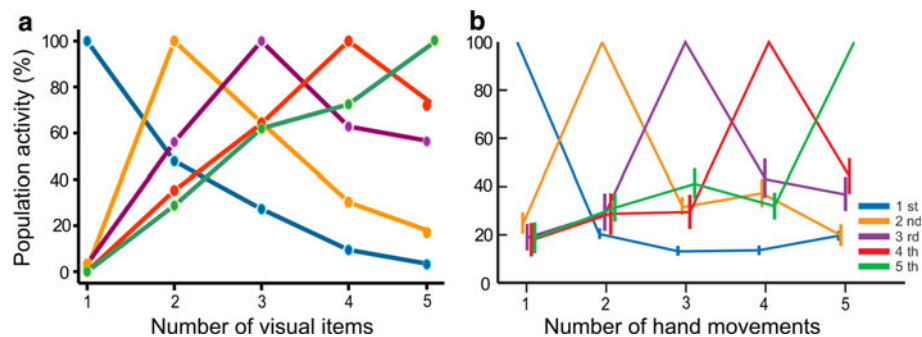 a
Population activity (%)
100
80
60
40
20
0
1 2 3 4 5
Number of visual items
b
100
80
60
40
20
0
1 2 3 4 5
Number of hand movements
1 st
2 nd
3 rd
4 th
5 th